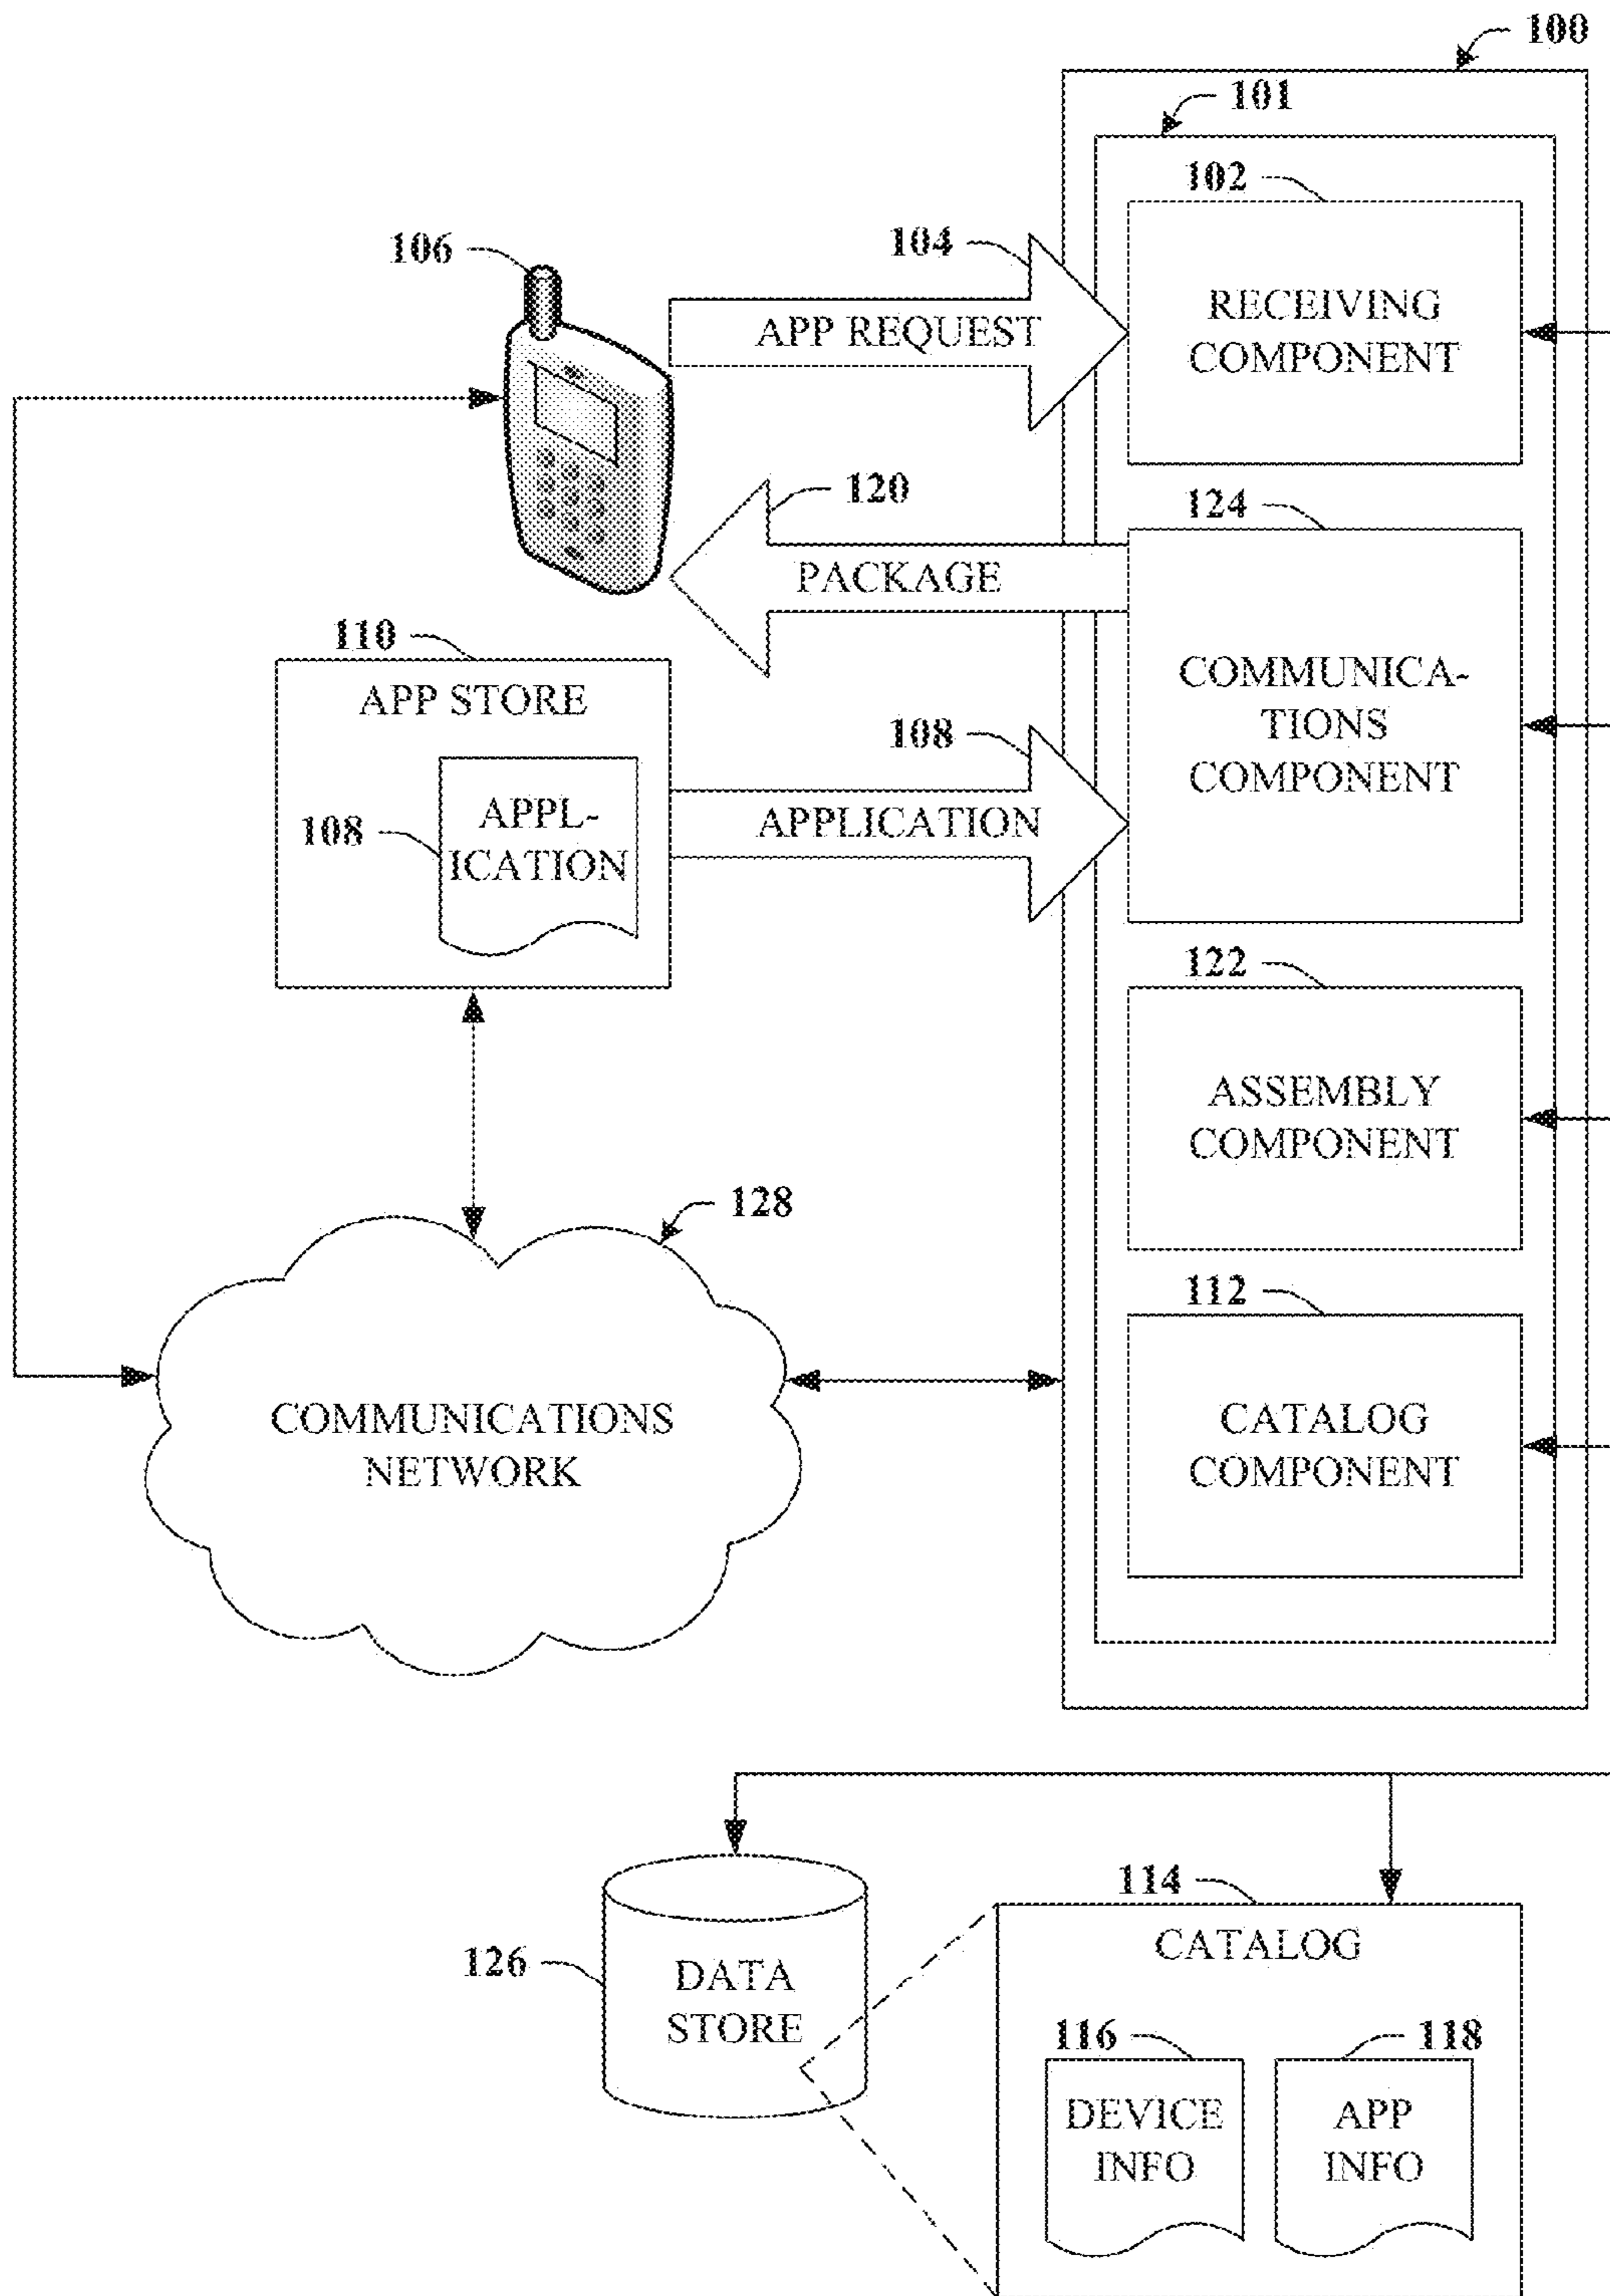 100
101
102
106
104
RECEIVING
COMPONENT
APP REQUEST
120
124
PACKAGE
110
APP STORE
COMMUNICA-
TIONS
COMPONENT
108
APPL-
ICATION
108
APPLICATION
122
ASSEMBLY
COMPONENT
128
112
COMMUNICATIONS
NETWORK
CATALOG
COMPONENT
114
CATALOG
126
DATA
STORE
116
118
DEVICE
INFO
APP
INFO